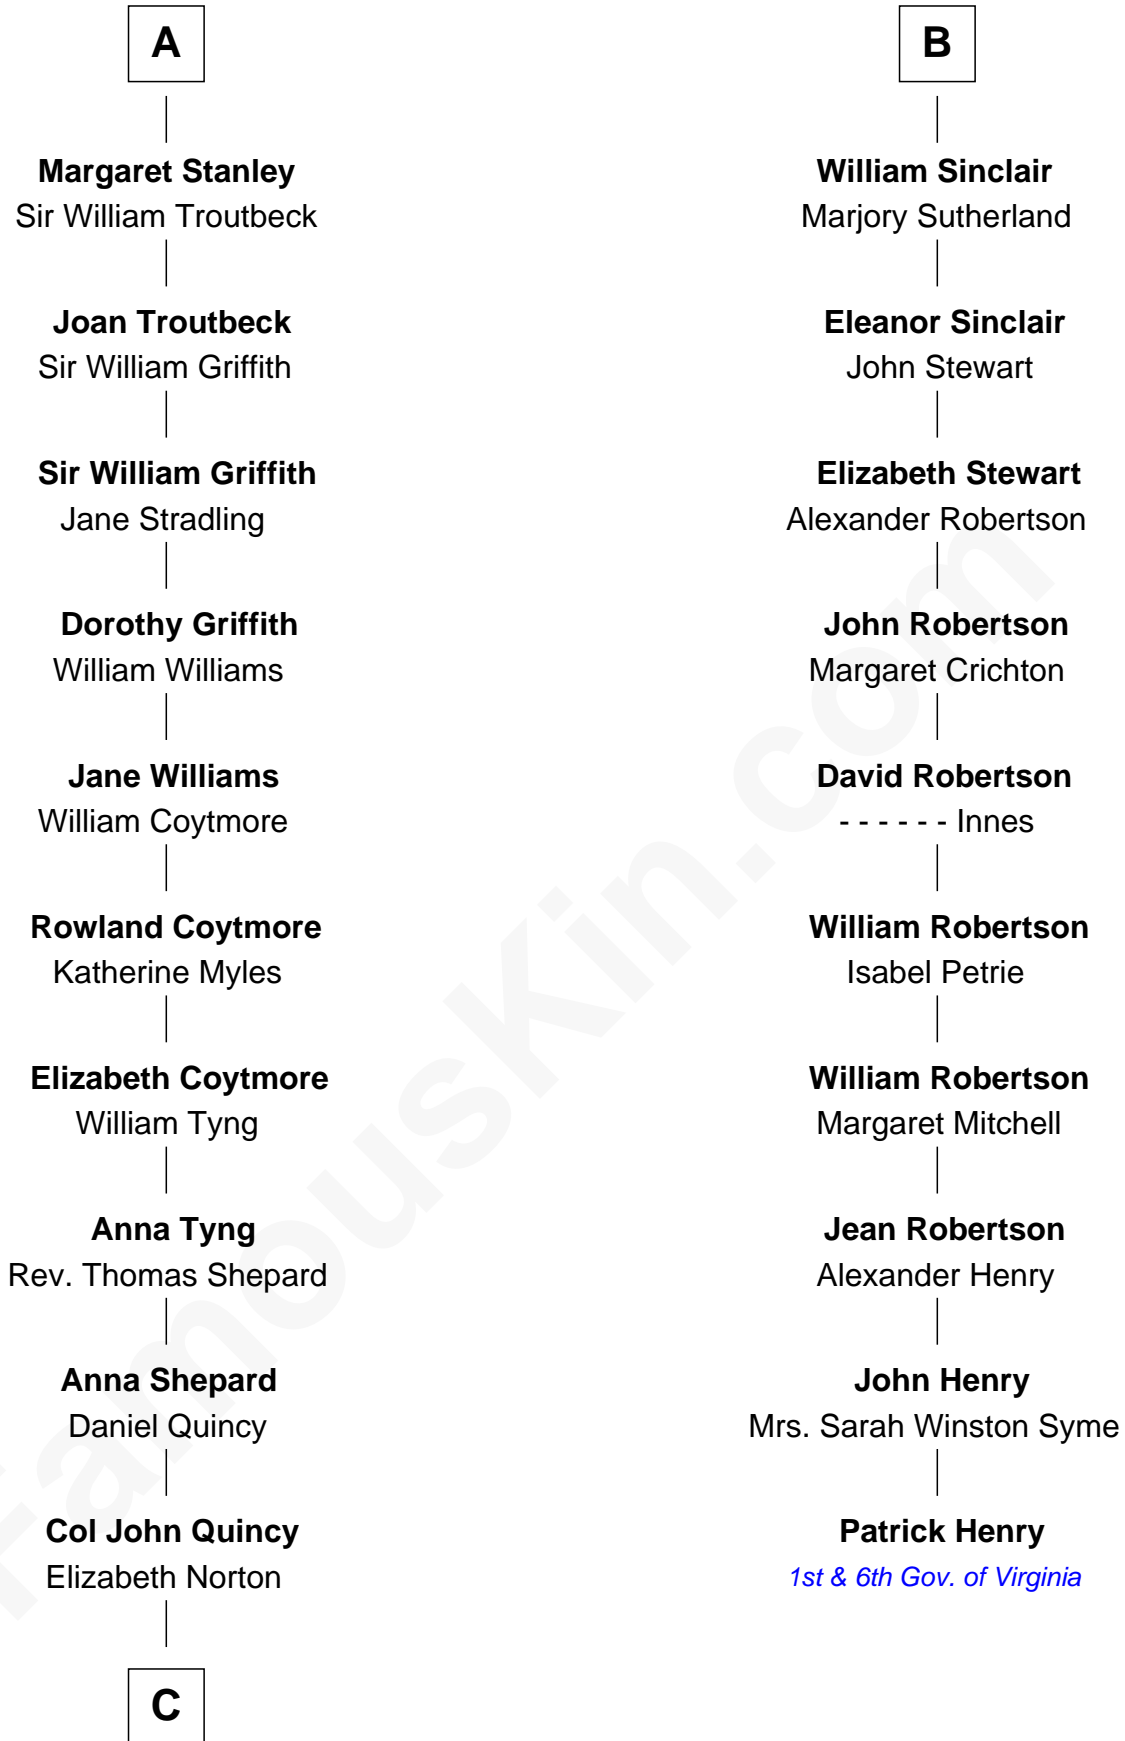 A
Margaret Stanley
Sir William Troutbeck
Joan Troutbeck
Sir William Griffith
Sir William Griffith
Jane Stradling
Dorothy Griffith
William Williams
Jane Williams
William Coytmore
Rowland Coytmore
Katherine Myles
Elizabeth Coytmore
William Tyng
Anna Tyng
Rev. Thomas Shepard
Anna Shepard
Daniel Quincy
Col John Quincy
Elizabeth Norton
C
B
William Sinclair
Marjory Sutherland
Eleanor Sinclair
John Stewart
Elizabeth Stewart
Alexander Robertson
John Robertson
Margaret Crichton
David Robertson
- - - - - - Innes
William Robertson
Isabel Petrie
William Robertson
Margaret Mitchell
Jean Robertson
Alexander Henry
John Henry
Mrs. Sarah Winston Syme
Patrick Henry
1st & 6th Gov. of Virginia
FamousKin.com